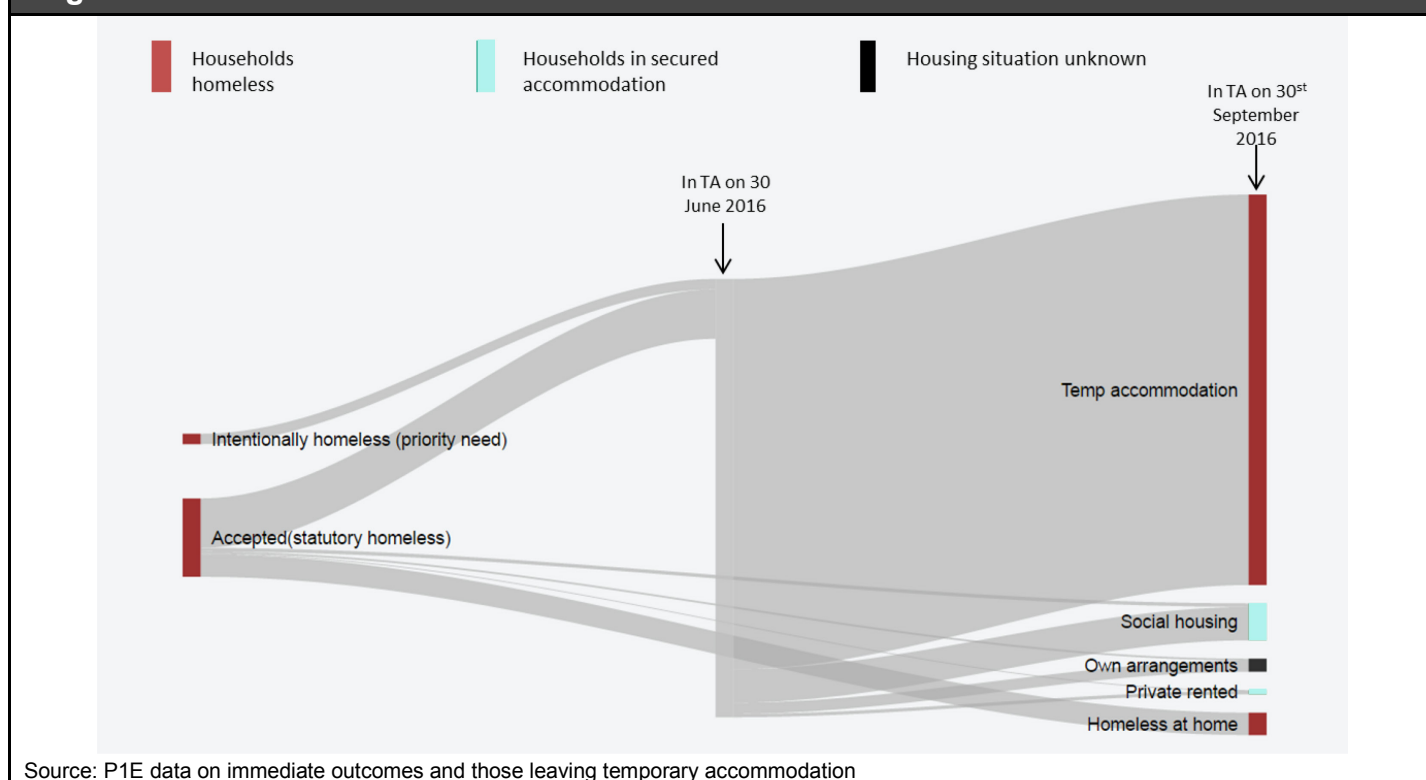 Households
homeless
Households in secured
accommodation
Housing situation unknown
In TA on 30st
September
2016
In TA on 30
June 2016
Temp accommodation
Intentionally homeless (priority need)
Accepted(statutory homeless)
Social housing
Own arrangements
Private rented
Homeless at home
Source: P1E data on immediate outcomes and those leaving temporary accommodation